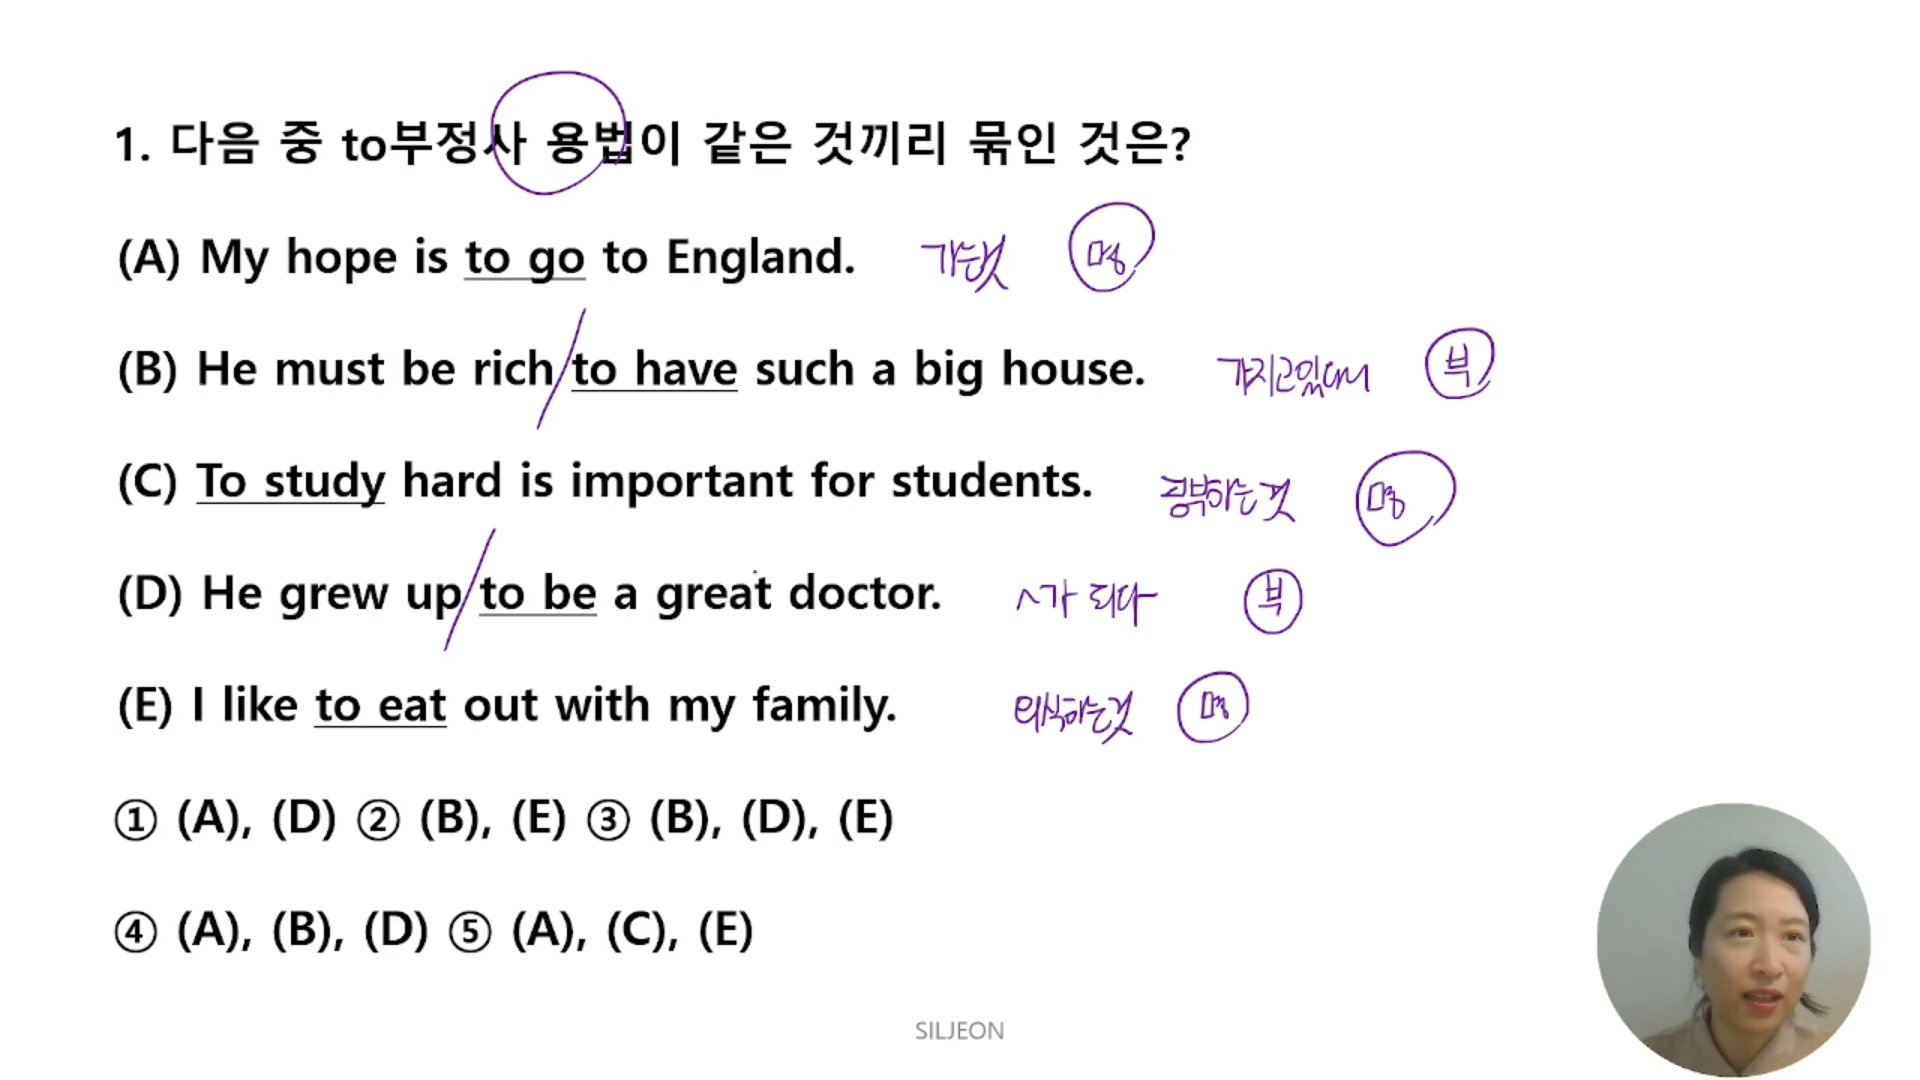 1. 다음 중 to부정사 용법이 같은 것끼리 묶인 것은?
(A) My hope is to go to England. 가는것 명
(B) He must be rich to have such a big house. 가지고있다니 부
(C) To study hard is important for students. 공부하는것 명
(D) He grew up to be a great doctor. ~가 되다 부
(E) I like to eat out with my family. 외식하는것 명
① (A), (D) ② (B), (E) ③ (B), (D), (E)
④ (A), (B), (D) ⑤ (A), (C), (E)
SILJEON